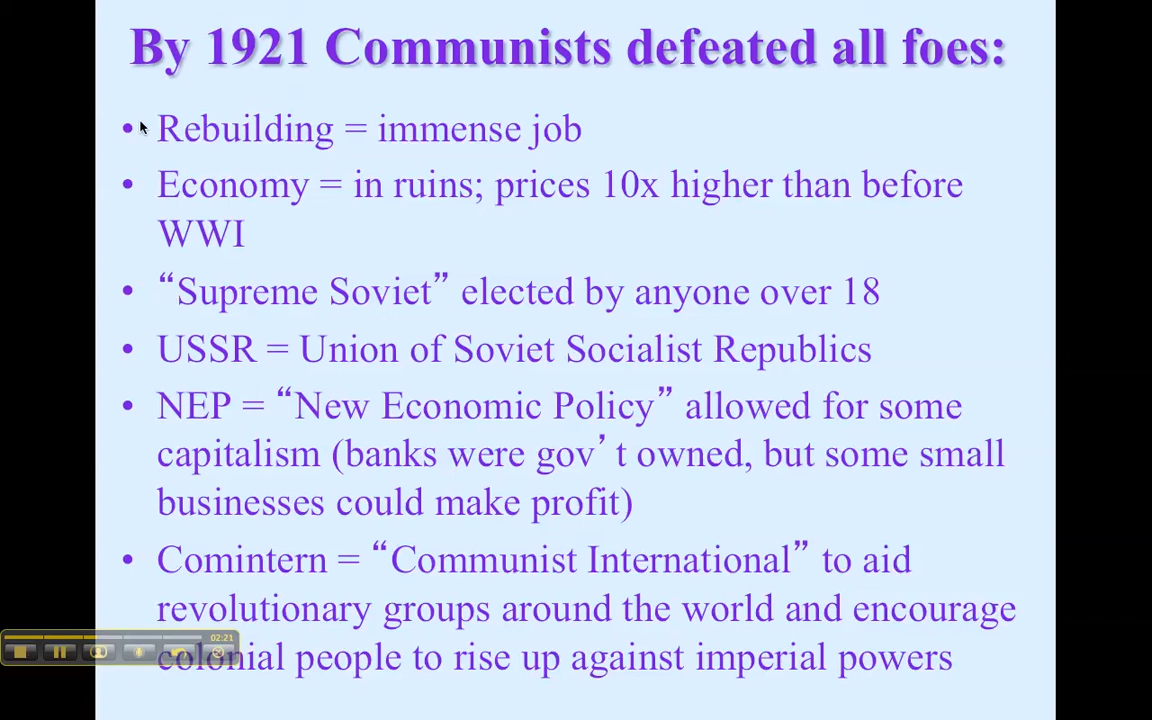 By 1921 Communists defeated all foes:
• Rebuilding = immense job
• Economy = in ruins; prices 10x higher than before
WWI
• “Supreme Soviet” elected by anyone over 18
• USSR = Union of Soviet Socialist Republics
• NEP = “New Economic Policy” allowed for some
capitalism (banks were gov’t owned, but some small
businesses could make profit)
• Comintern = “Communist International” to aid
revolutionary groups around the world and encourage
02:21
colonial people to rise up against imperial powers